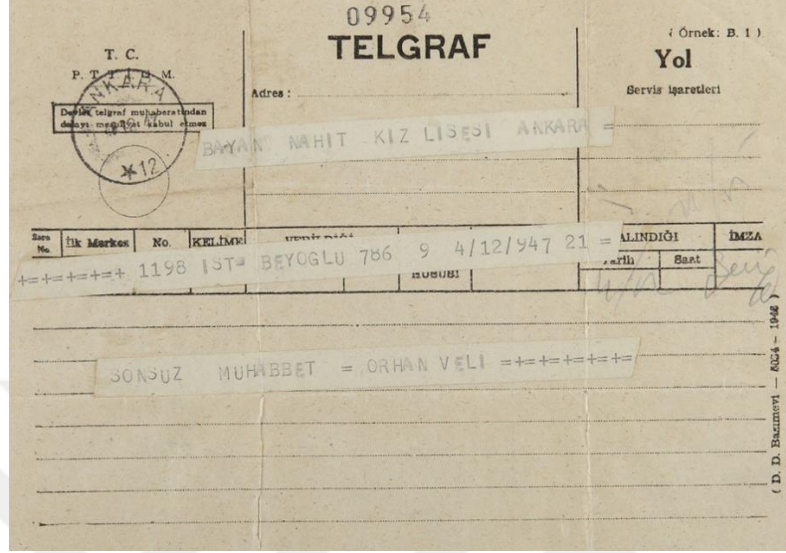 09954
( Örnek: B. 1 )
T. C.
TELGRAF
Yol
P. T. T. U. M.
Servis işaretleri
ANKARA
Adres :
Devlet telgraf muhaberatından
dolayı mesuliyet kabul etmez
*12
BAYAN NAHIT KIZ LISESI ANKARA =
Sıra No. İlk Merkez No. KELİME ALINDIĞI İMZA
Saat
+=+=+=+=+ 1198 IST= BEYOGLU 786 9 4/12/947 21 =
SONSUZ MUHABBET = ORHAN VELI =+=+=+=+=+=
( D. D. Basımevi — 5024 - 1946 )